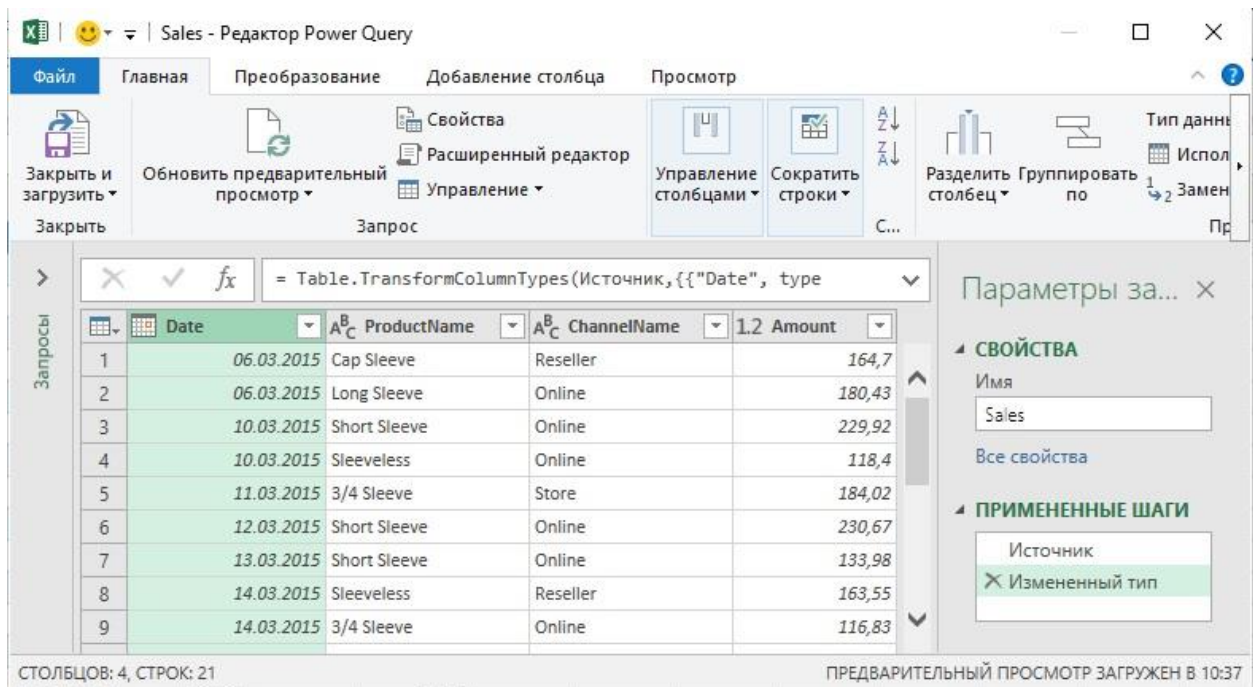 Sales - Редактор Power Query
Файл Главная Преобразование Добавление столбца Просмотр
Закрыть и загрузить
Обновить предварительный просмотр
Свойства
Расширенный редактор
Управление
Управление столбцами
Сократить строки
Разделить столбец
Группировать по
Тип данны
Испол
Замен
Закрыть Запрос С... Пр
Запросы
= Table.TransformColumnTypes(Источник,{{"Date", type
Date ABC ProductName ABC ChannelName 1.2 Amount
1 06.03.2015 Cap Sleeve Reseller 164,7
2 06.03.2015 Long Sleeve Online 180,43
3 10.03.2015 Short Sleeve Online 229,92
4 10.03.2015 Sleeveless Online 118,4
5 11.03.2015 3/4 Sleeve Store 184,02
6 12.03.2015 Short Sleeve Online 230,67
7 13.03.2015 Short Sleeve Online 133,98
8 14.03.2015 Sleeveless Reseller 163,55
9 14.03.2015 3/4 Sleeve Online 116,83
Параметры за...
СВОЙСТВА
Имя
Sales
Все свойства
ПРИМЕНЕННЫЕ ШАГИ
Источник
Измененный тип
СТОЛБЦОВ: 4, СТРОК: 21
ПРЕДВАРИТЕЛЬНЫЙ ПРОСМОТР ЗАГРУЖЕН В 10:37